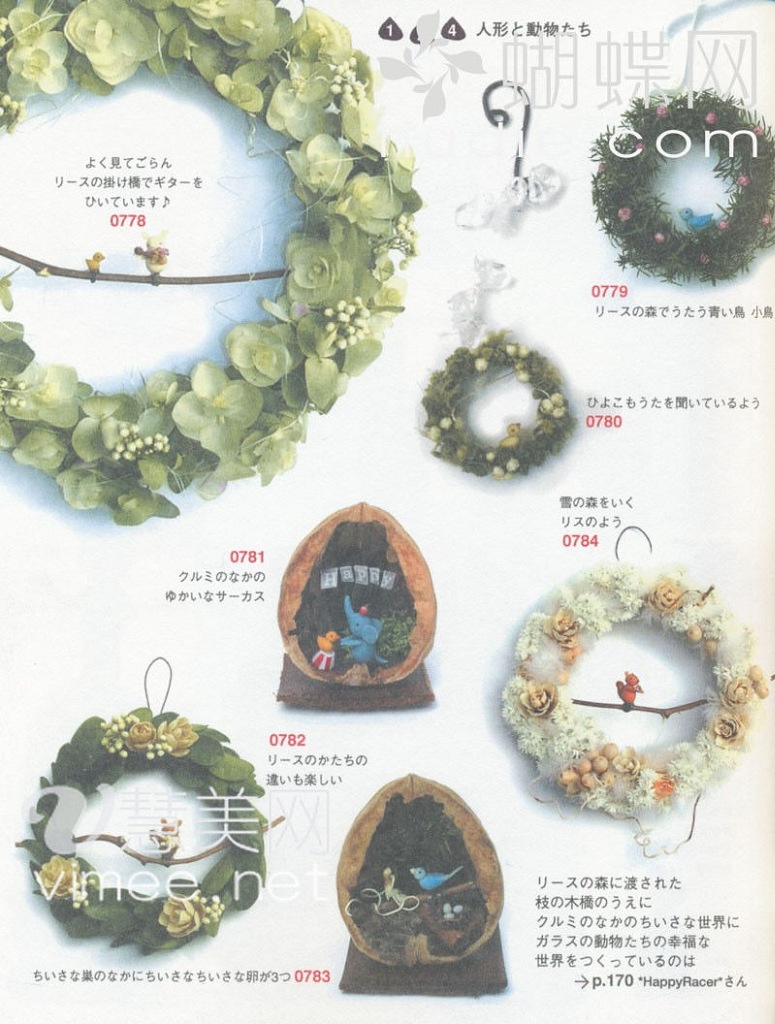 1 4 人形と動物たち
蝴蝶网
com
よく見てごらん
リースの掛け橋でギターを
ひいています♪
0778
0779
リースの森でうたう青い鳥 小鳥
ひよこもうたを聞いているよう
0780
0781
クルミのなかの
ゆかいなサーカス
Happy
雪の森をいく
リスのよう
0784
0782
リースのかたちの
違いも楽しい
慧美网
vimee.net
ちいさな巣のなかにちいさなちいさな卵が3つ 0783
リースの森に渡された
枝の木橋のうえに
クルミのなかのちいさな世界に
ガラスの動物たちの幸福な
世界をつくっているのは
→p.170 *HappyRacer*さん